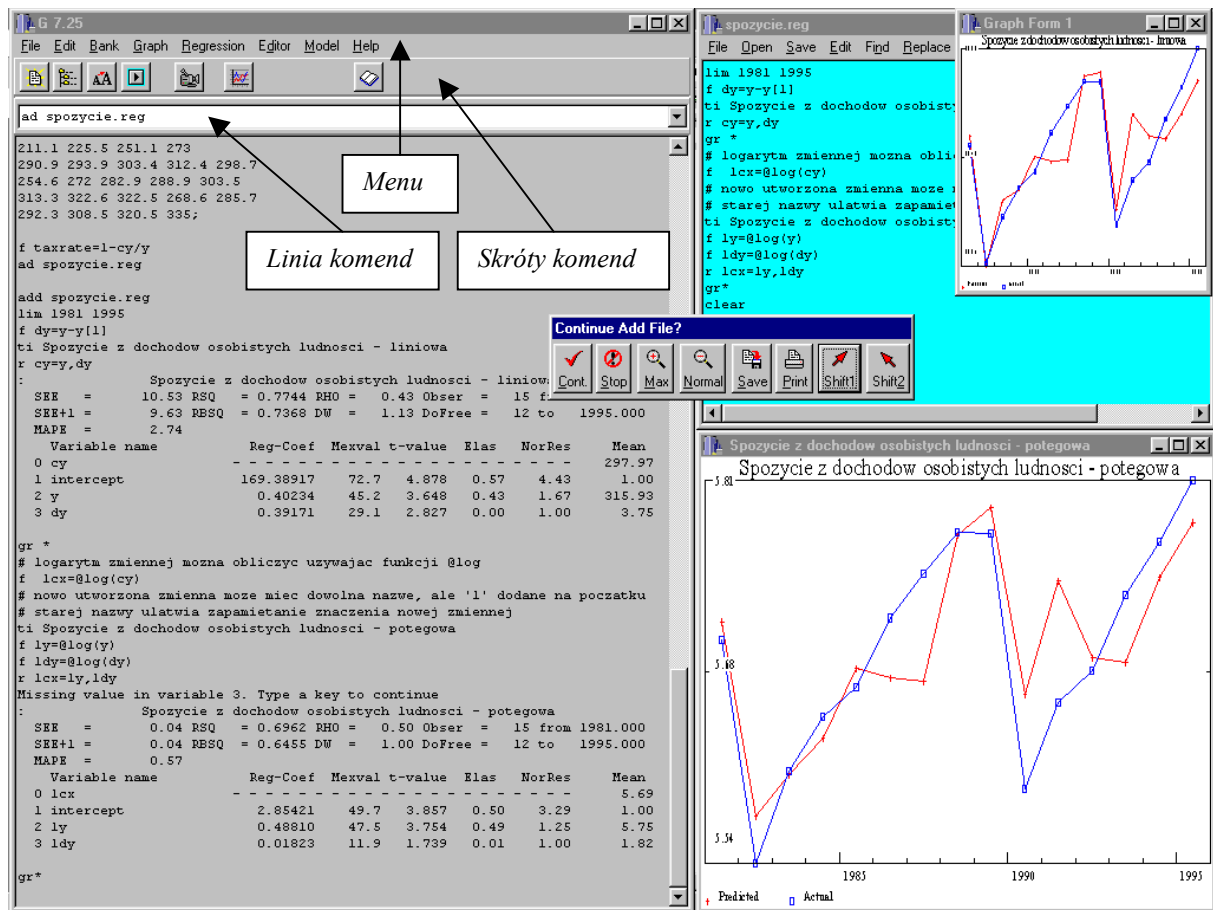 G 7.25
File Edit Bank Graph Regression Editor Model Help
ad spozycie.reg
211.1 225.5 251.1 273
290.9 293.9 303.4 312.4 298.7
254.6 272 282.9 288.9 303.5
313.3 322.6 322.5 268.6 285.7
292.3 308.5 320.5 335;
f taxrate=1-cy/y
ad spozycie.reg
add spozycie.reg
lim 1981 1995
f dy=y-y[1]
ti Spozycie z dochodow osobistych ludnosci - liniowa
r cy=y,dy
: Spozycie z dochodow osobistych ludnosci - liniowa
SEE = 10.53 RSQ = 0.7744 RHO = 0.43 Obser = 15 from
SEE+1 = 9.63 RBSQ = 0.7368 DW = 1.13 DoFree = 12 to 1995.000
MAPE = 2.74
Variable name Reg-Coef Mexval t-value Elas NorRes Mean
0 cy - - - - - - - - - - - - - - - - - 297.97
1 intercept 169.38917 72.7 4.878 0.57 4.43 1.00
2 y 0.40234 45.2 3.648 0.43 1.67 315.93
3 dy 0.39171 29.1 2.827 0.00 1.00 3.75
gr *
# logarytm zmiennej mozna obliczyc uzywajac funkcji @log
f lcx=@log(cy)
# nowo utworzona zmienna moze miec dowolna nazwe, ale 'l' dodane na poczatku
# starej nazwy ulatwia zapamietanie znaczenia nowej zmiennej
ti Spozycie z dochodow osobistych ludnosci - potegowa
f ly=@log(y)
f ldy=@log(dy)
r lcx=ly,ldy
Missing value in variable 3. Type a key to continue
: Spozycie z dochodow osobistych ludnosci - potegowa
SEE = 0.04 RSQ = 0.6962 RHO = 0.50 Obser = 15 from 1981.000
SEE+1 = 0.04 RBSQ = 0.6455 DW = 1.00 DoFree = 12 to 1995.000
MAPE = 0.57
Variable name Reg-Coef Mexval t-value Elas NorRes Mean
0 lcx - - - - - - - - - - - - - - - - - 5.69
1 intercept 2.85421 49.7 3.857 0.50 3.29 1.00
2 ly 0.48810 47.5 3.754 0.49 1.25 5.75
3 ldy 0.01823 11.9 1.739 0.01 1.00 1.82
gr*
Menu
Linia komend
Skróty komend
spozycie.reg
File Open Save Edit Find Replace
lim 1981 1995
f dy=y-y[1]
ti Spozycie z dochodow osobist
r cy=y,dy
gr *
# logarytm zmiennej mozna obli
f lcx=@log(cy)
# nowo utworzona zmienna moze
# starej nazwy ulatwia zapamiet
ti Spozycie z dochodow osobist
f ly=@log(y)
f ldy=@log(dy)
r lcx=ly,ldy
gr*
clear
Graph Form 1
Spozycie z dochodow osobistych ludnosci - liniowa
Continue Add File?
Cont. Stop Max Normal Save Print Shift1 Shift2
Spozycie z dochodow osobistych ludnosci - potegowa
Spozycie z dochodow osobistych ludnosci - potegowa
5.81
5.68
5.54
1985 1990 1995
Predicted Actual